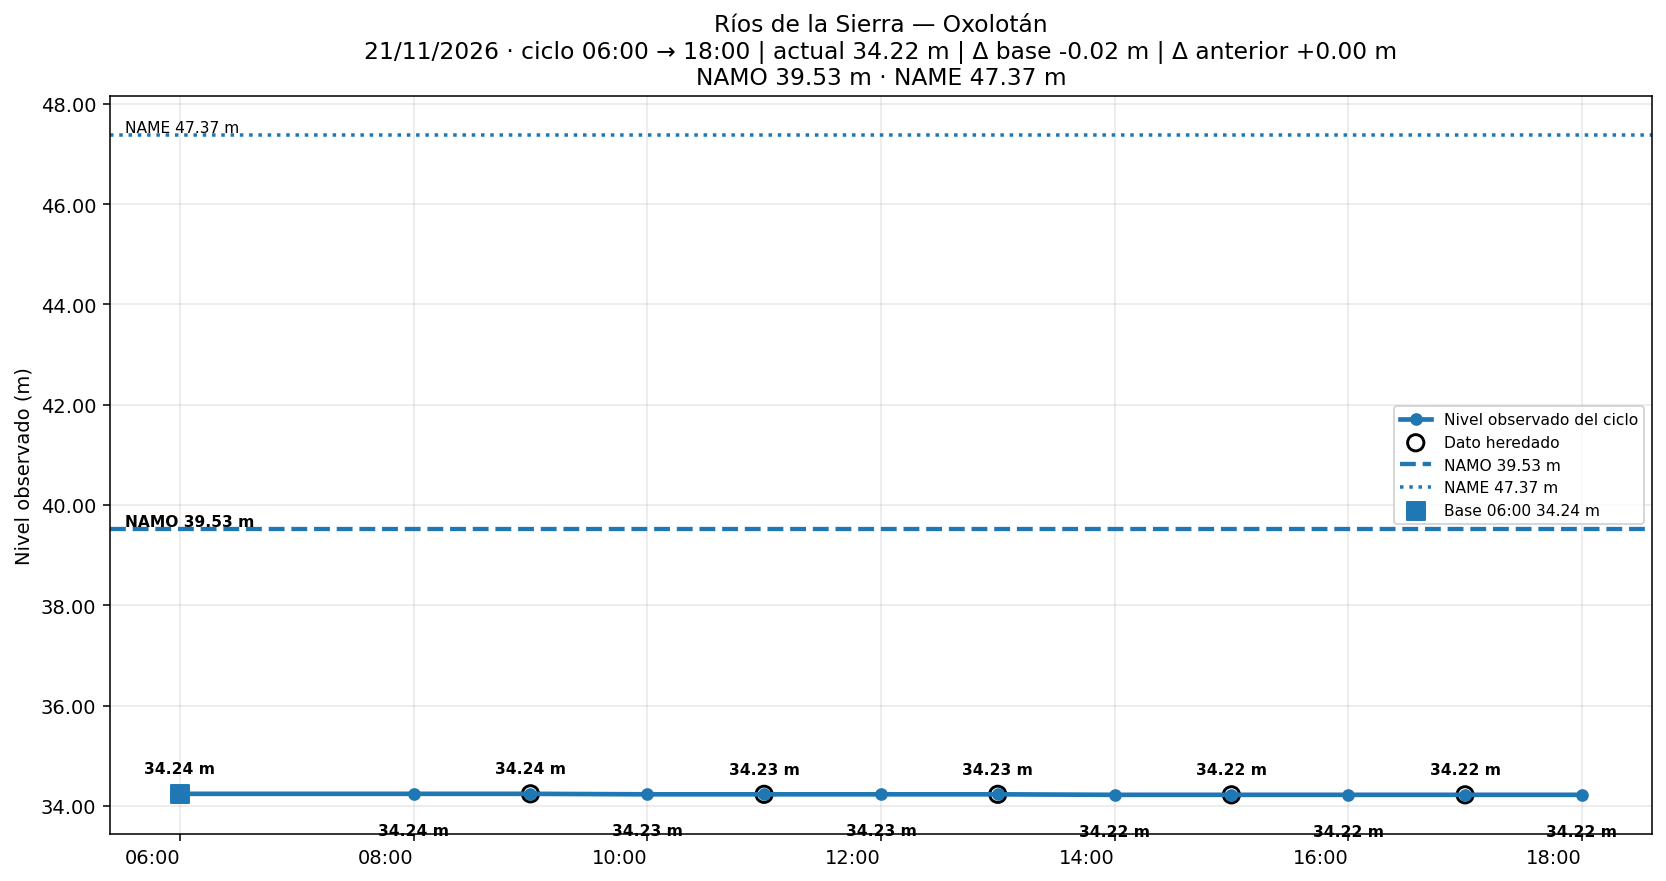 Ríos de la Sierra — Oxolotán
21/11/2026 · ciclo 06:00 → 18:00 | actual 34.22 m | Δ base -0.02 m | Δ anterior +0.00 m
NAMO 39.53 m · NAME 47.37 m
Nivel observado (m)
48.00
46.00
44.00
42.00
40.00
38.00
36.00
34.00
NAME 47.37 m
NAMO 39.53 m
Nivel observado del ciclo
Dato heredado
NAMO 39.53 m
NAME 47.37 m
Base 06:00 34.24 m
34.24 m
34.24 m
34.23 m
34.23 m
34.22 m
34.22 m
34.24 m
34.23 m
34.23 m
34.22 m
34.22 m
34.22 m
06:00
08:00
10:00
12:00
14:00
16:00
18:00